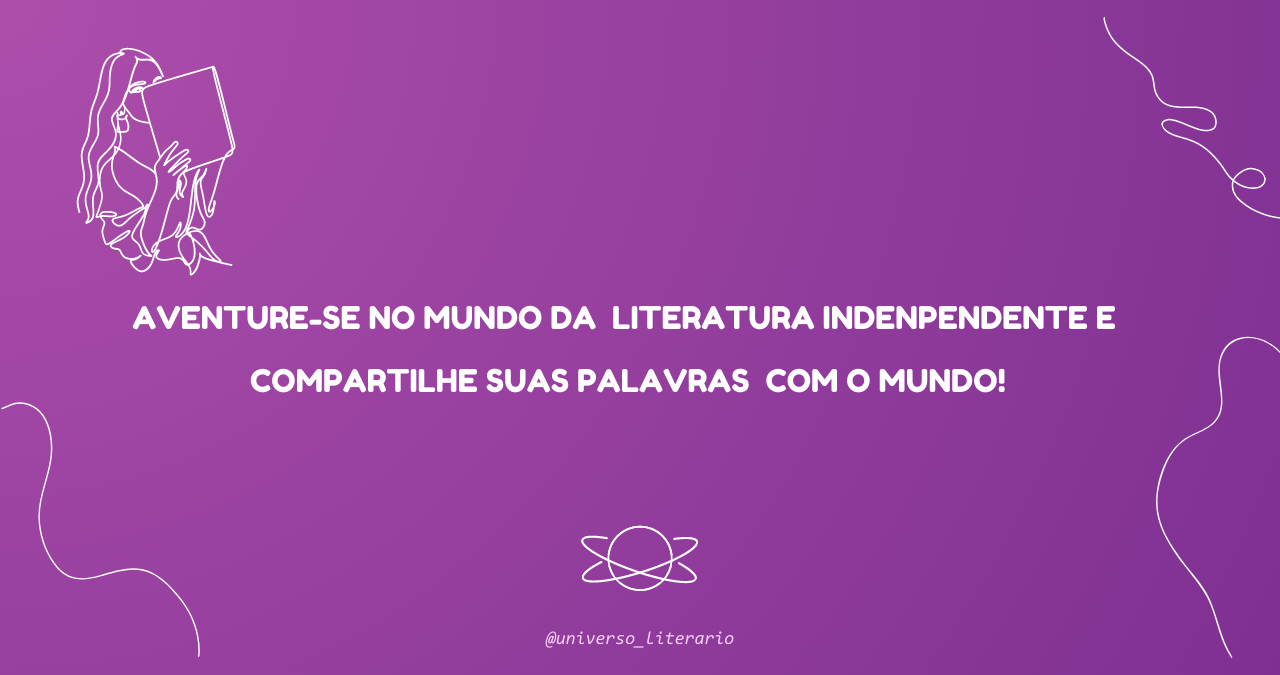 AVENTURE-SE NO MUNDO DA LITERATURA INDENPENDENTE E
COMPARTILHE SUAS PALAVRAS COM O MUNDO!
@universo_literario